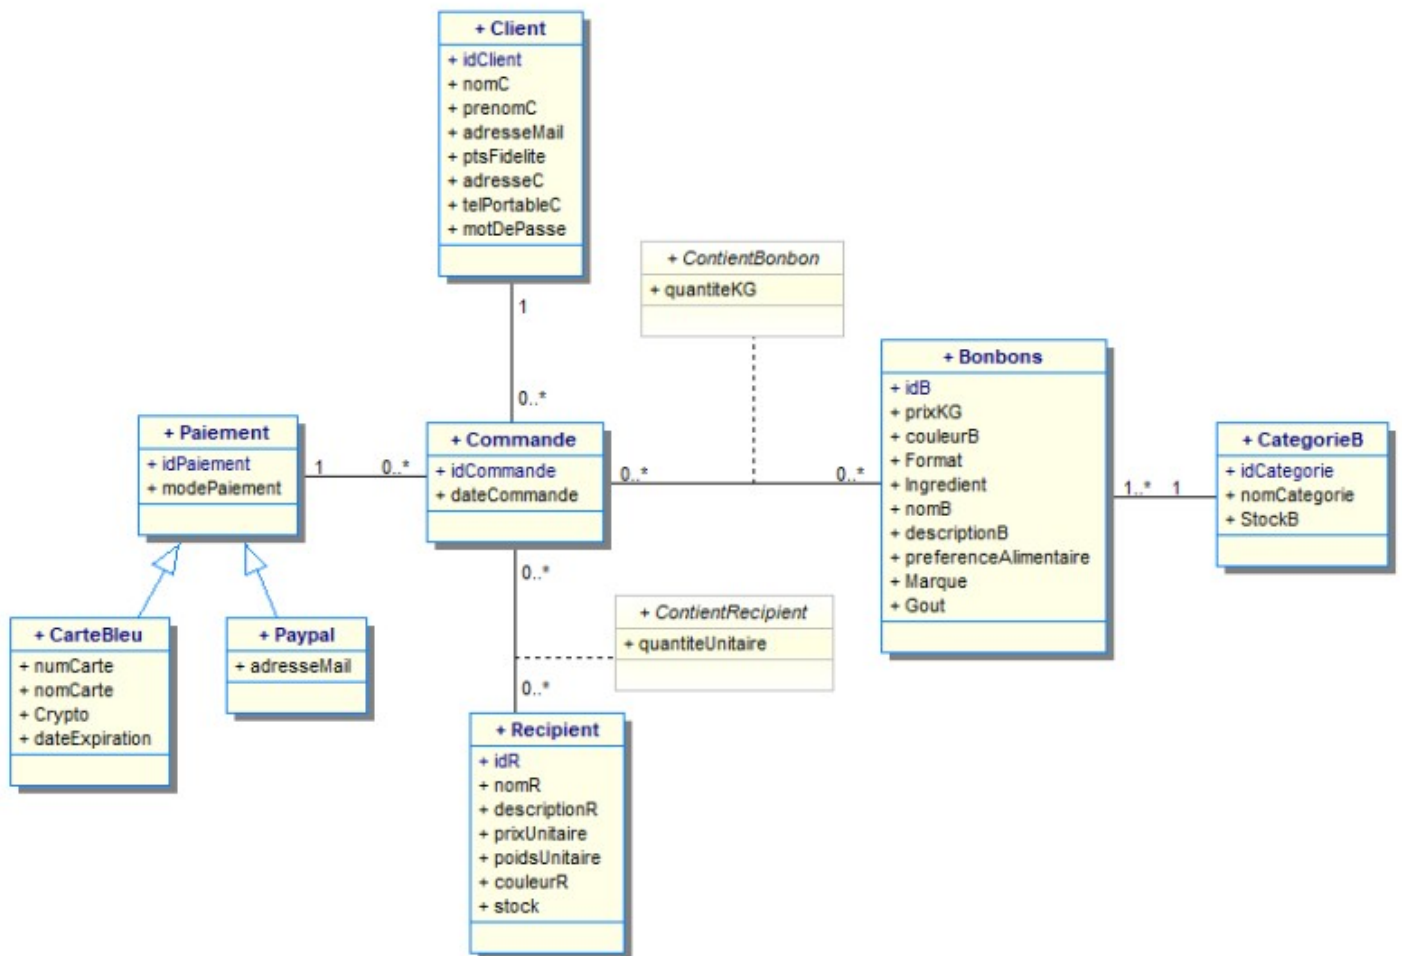 + Client
+ idClient
+ nomC
+ prenomC
+ adresseMail
+ ptsFidelite
+ adresseC
+ telPortableC
+ motDePasse
1
0..*
+ ContientBonbon
+ quantiteKG
+ Paiement
+ idPaiement
+ modePaiement
1
0..*
+ Commande
+ idCommande
+ dateCommande
0..*
0..*
+ Bonbons
+ idB
+ prixKG
+ couleurB
+ Format
+ Ingredient
+ nomB
+ descriptionB
+ preferenceAlimentaire
+ Marque
+ Gout
1..*
1
+ CategorieB
+ idCategorie
+ nomCategorie
+ StockB
+ CarteBleu
+ numCarte
+ nomCarte
+ Crypto
+ dateExpiration
+ Paypal
+ adresseMail
0..*
+ ContientRecipient
+ quantiteUnitaire
0..*
+ Recipient
+ idR
+ nomR
+ descriptionR
+ prixUnitaire
+ poidsUnitaire
+ couleurR
+ stock